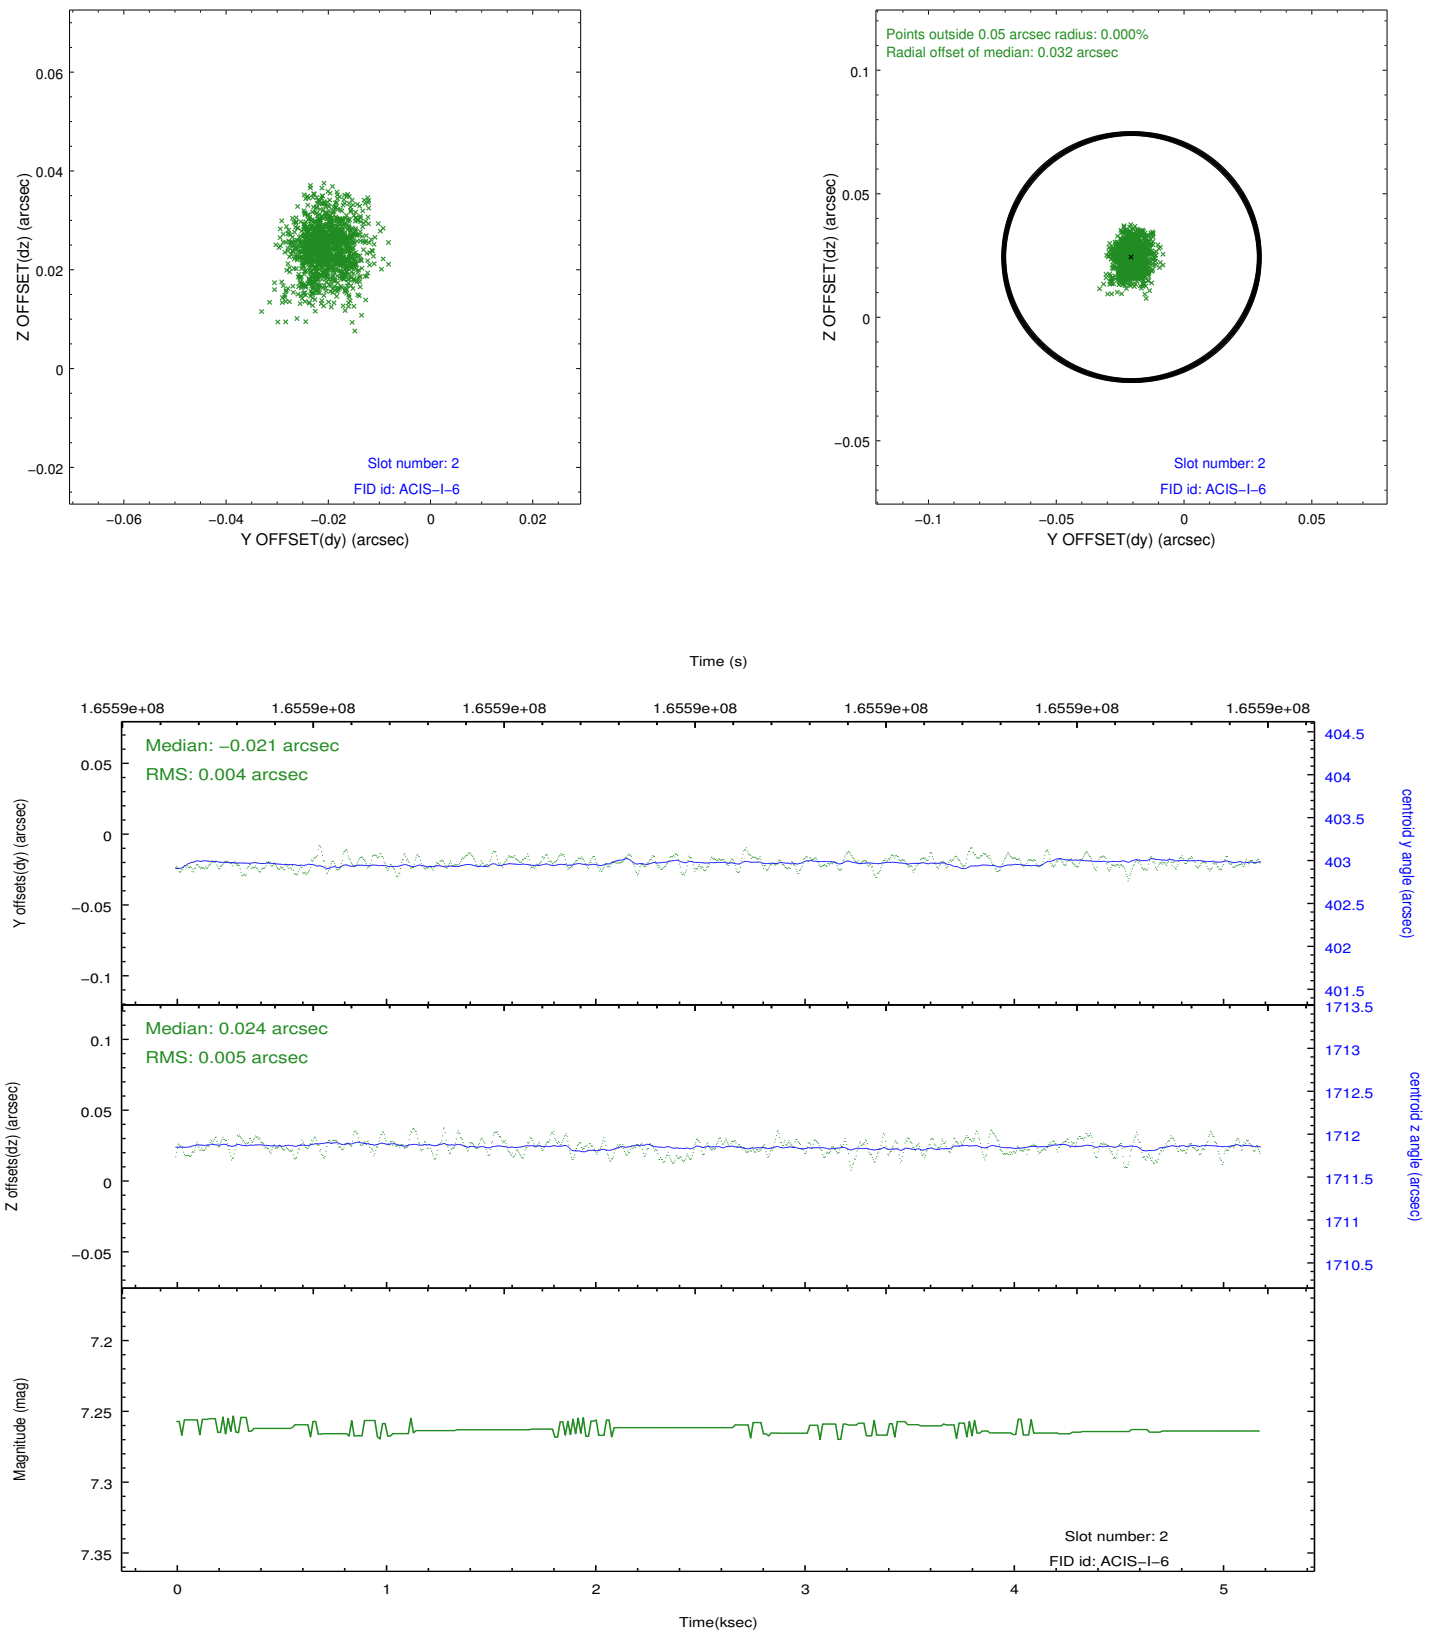 0.06
0.04
0.02
0
−0.02
Z OFFSET(dz) (arcsec)
Slot number: 2
FID id: ACIS−I−6
−0.06
−0.04
−0.02
0
0.02
Y OFFSET(dy) (arcsec)
Points outside 0.05 arcsec radius: 0.000%
Radial offset of median: 0.032 arcsec
0.1
0.05
0
−0.05
Z OFFSET(dz) (arcsec)
Slot number: 2
FID id: ACIS−I−6
−0.1
−0.05
0
0.05
Y OFFSET(dy) (arcsec)
Time (s)
1.6559e+08 1.6559e+08 1.6559e+08 1.6559e+08 1.6559e+08 1.6559e+08 1.6559e+08
Median: −0.021 arcsec
RMS: 0.004 arcsec
0.05
0
−0.05
−0.1
Y offsets(dy) (arcsec)
404.5
404
403.5
403
402.5
402
401.5
centroid y angle (arcsec)
Median: 0.024 arcsec
RMS: 0.005 arcsec
0.1
0.05
0
−0.05
Z offsets(dz) (arcsec)
1713.5
1713
1712.5
1712
1711.5
1711
1710.5
centroid z angle (arcsec)
7.2
7.25
7.3
7.35
Magnitude (mag)
Slot number: 2
FID id: ACIS−I−6
0 1 2 3 4 5
Time(ksec)